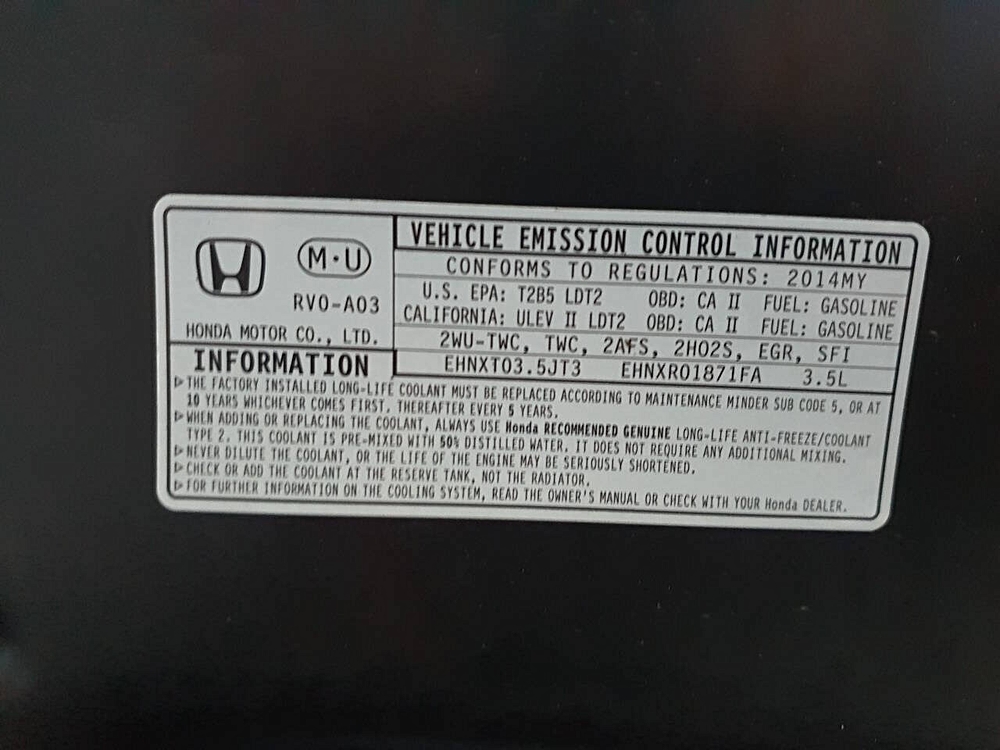 M·U
RV0-A03
HONDA MOTOR CO., LTD.
VEHICLE EMISSION CONTROL INFORMATION
CONFORMS TO REGULATIONS: 2014MY
U.S. EPA: T2B5 LDT2 OBD: CA II FUEL: GASOLINE
CALIFORNIA: ULEV II LDT2 OBD: CA II FUEL: GASOLINE
2WU-TWC, TWC, 2AFS, 2HO2S, EGR, SFI
EHNXT03.5JT3 EHNXR01871FA 3.5L
INFORMATION
▷THE FACTORY INSTALLED LONG-LIFE COOLANT MUST BE REPLACED ACCORDING TO MAINTENANCE MINDER SUB CODE 5, OR AT
10 YEARS WHICHEVER COMES FIRST. THEREAFTER EVERY 5 YEARS.
▷WHEN ADDING OR REPLACING THE COOLANT, ALWAYS USE Honda RECOMMENDED GENUINE LONG-LIFE ANTI-FREEZE/COOLANT
TYPE 2. THIS COOLANT IS PRE-MIXED WITH 50% DISTILLED WATER. IT DOES NOT REQUIRE ANY ADDITIONAL MIXING.
▷NEVER DILUTE THE COOLANT, OR THE LIFE OF THE ENGINE MAY BE SERIOUSLY SHORTENED.
▷CHECK OR ADD THE COOLANT AT THE RESERVE TANK, NOT THE RADIATOR.
▷FOR FURTHER INFORMATION ON THE COOLING SYSTEM, READ THE OWNER'S MANUAL OR CHECK WITH YOUR Honda DEALER.